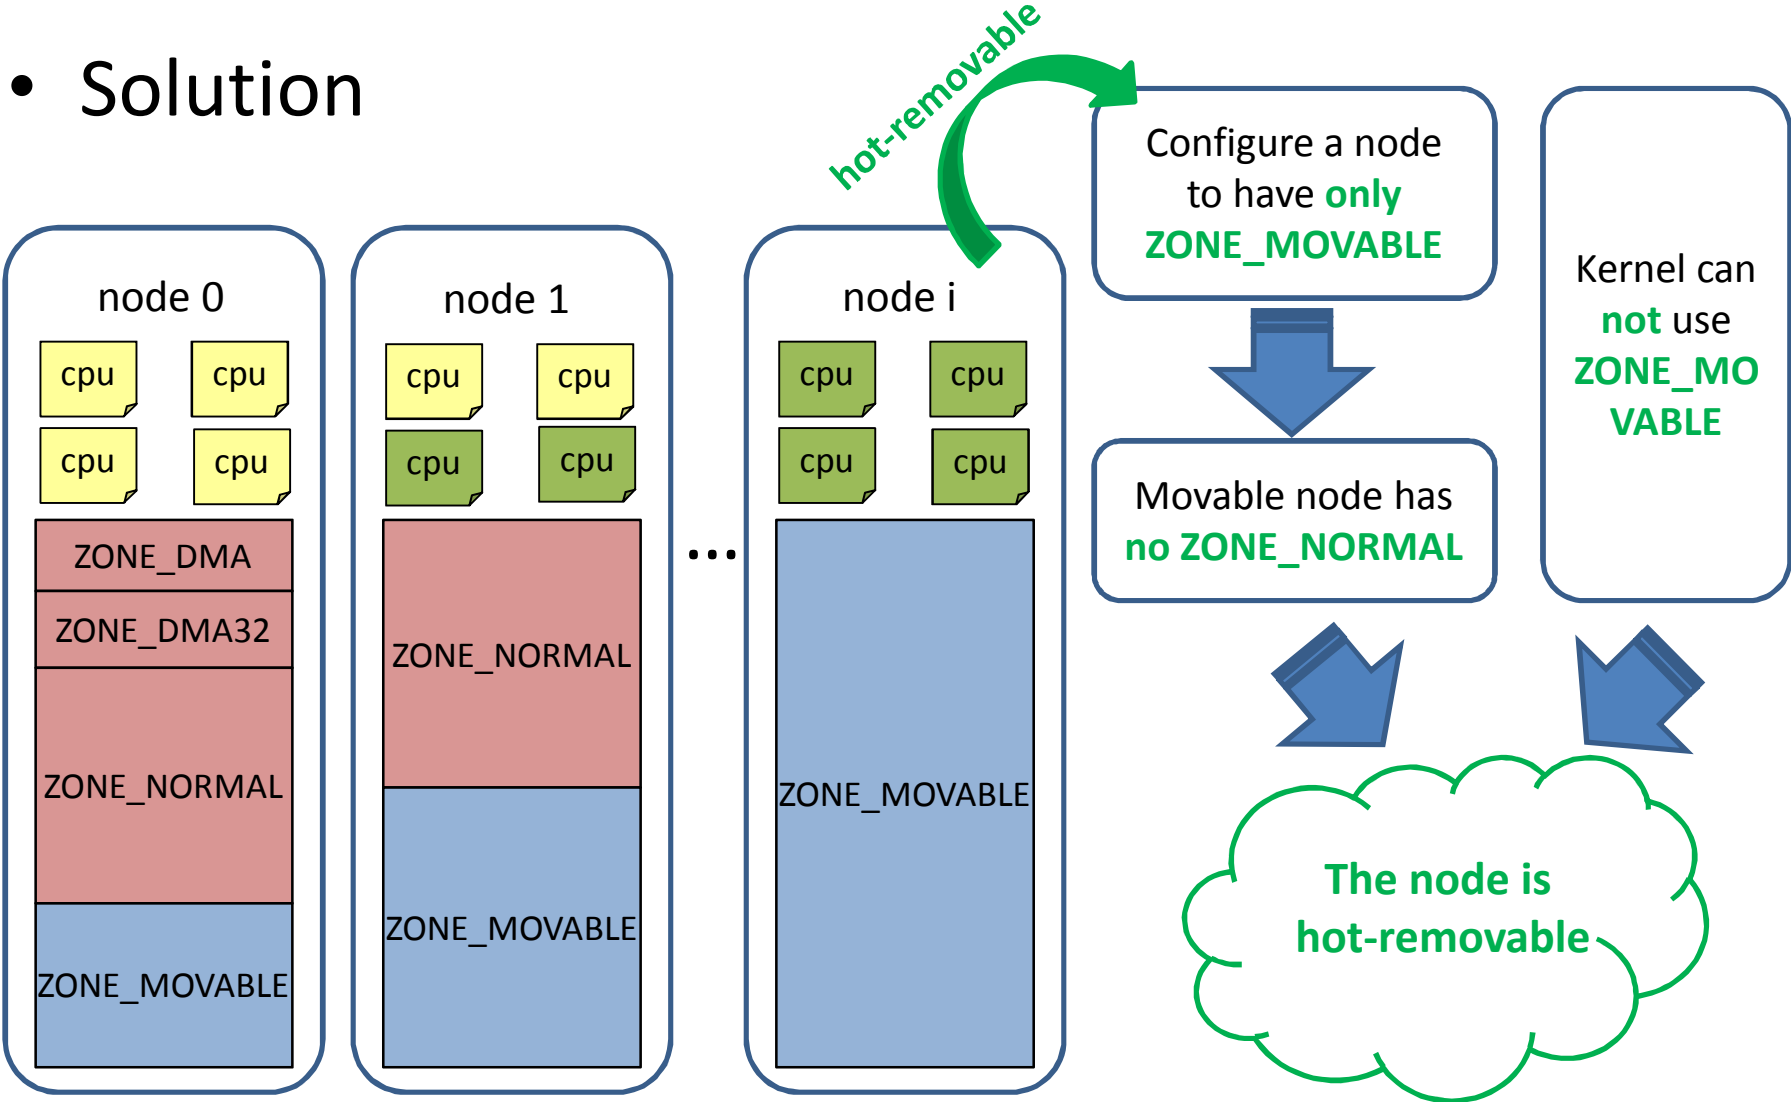 • Solution
hot-removable
node 0
cpu
cpu
cpu
cpu
ZONE_DMA
ZONE_DMA32
ZONE_NORMAL
ZONE_MOVABLE
node 1
cpu
cpu
cpu
cpu
ZONE_NORMAL
ZONE_MOVABLE
...
node i
cpu
cpu
cpu
cpu
ZONE_MOVABLE
Configure a node
to have only
ZONE_MOVABLE
Movable node has
no ZONE_NORMAL
Kernel can
not use
ZONE_MO
VABLE
The node is
hot-removable